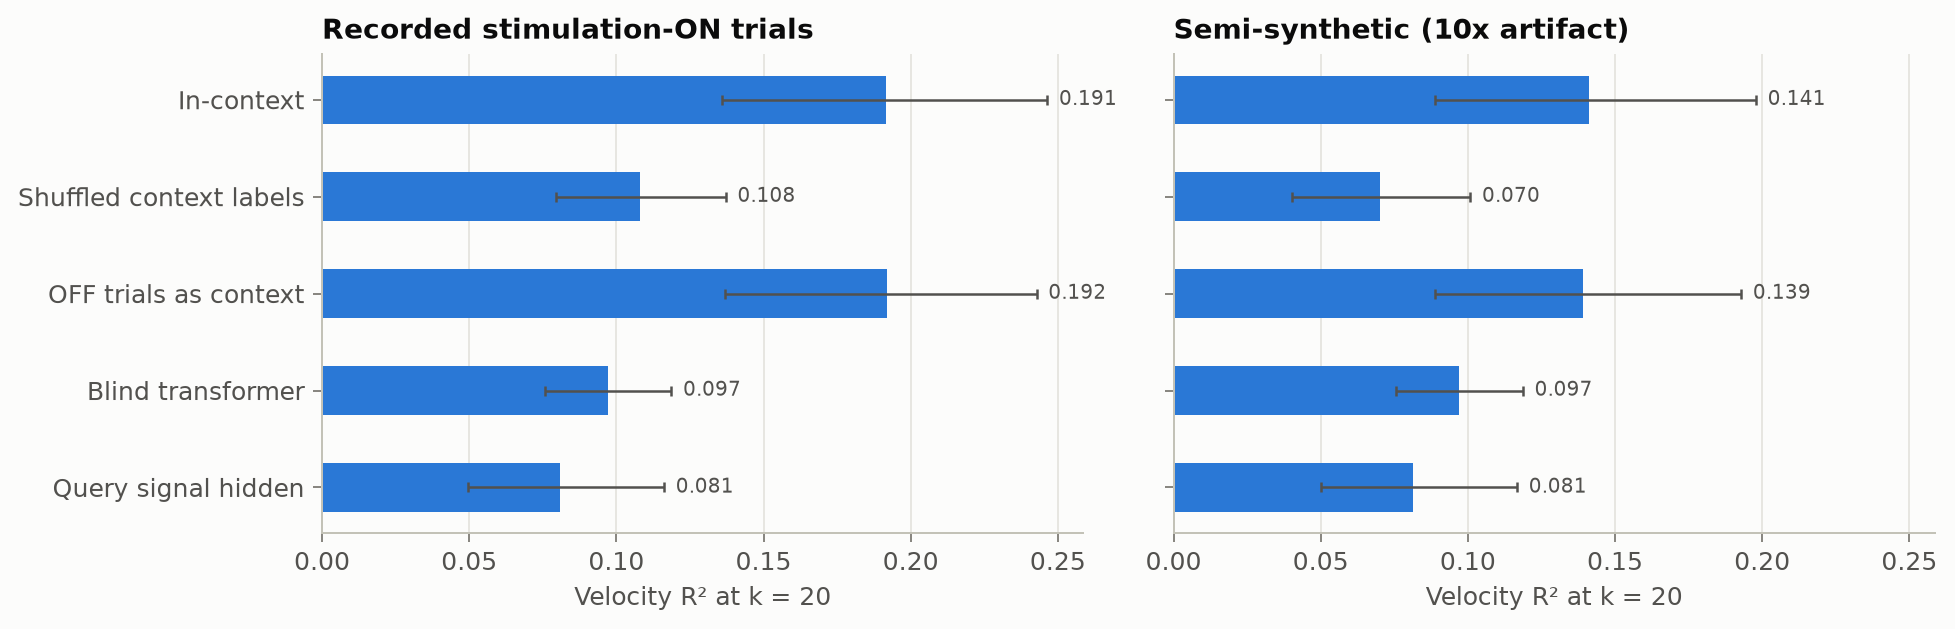 Recorded stimulation-ON trials
In-context
Shuffled context labels
OFF trials as context
Blind transformer
Query signal hidden
0.191
0.108
0.192
0.097
0.081
0.00 0.05 0.10 0.15 0.20 0.25
Velocity R² at k = 20
Semi-synthetic (10x artifact)
0.141
0.070
0.139
0.097
0.081
0.00 0.05 0.10 0.15 0.20 0.25
Velocity R² at k = 20